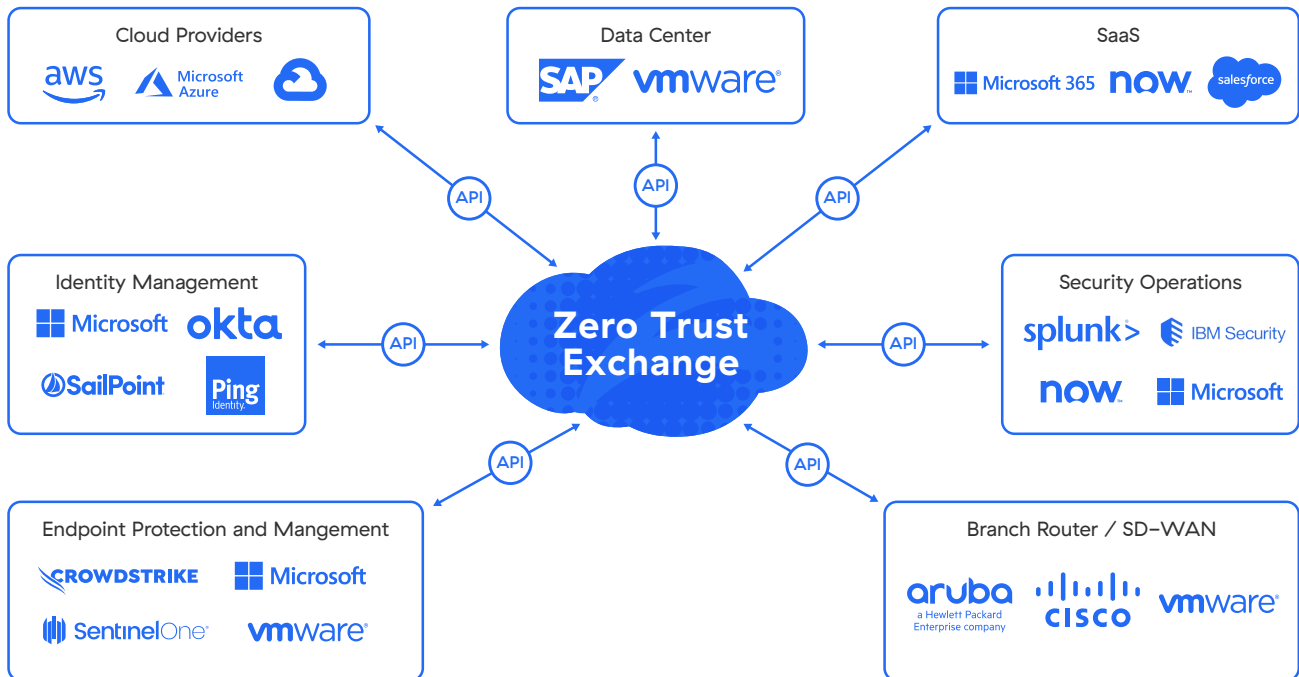 Cloud Providers
aws
Microsoft
Azure
Data Center
SAP
®
vmware®
SaaS
Microsoft 365
now™
salesforce
API
API
API
Identity Management
Microsoft
okta
SailPoint
Ping
Identity®
API
Zero Trust
Exchange
API
Security Operations
splunk>
IBM Security
now™
Microsoft
API
API
Endpoint Protection and Mangement
CROWDSTRIKE
Microsoft
SentinelOne®
vmware®
Branch Router / SD-WAN
aruba
a Hewlett Packard
Enterprise company
CISCO
vmware®